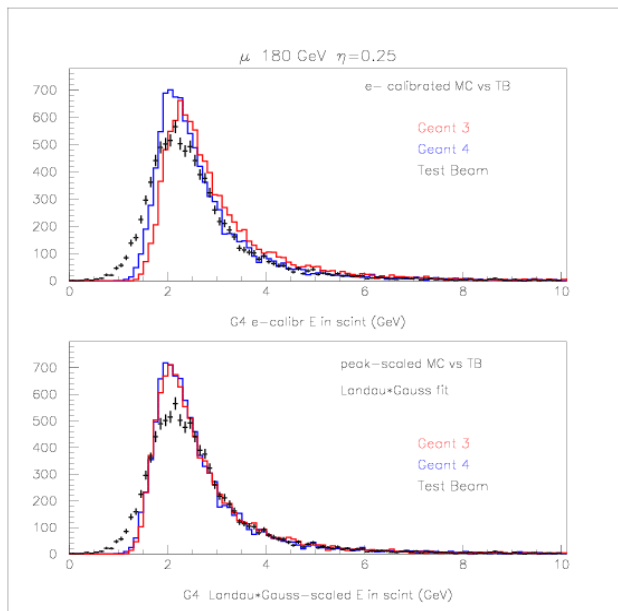 μ 180 GeV η=0.25
e- calibrated MC vs TB
Geant 3
Geant 4
Test Beam
700
600
500
400
300
200
100
0
0 2 4 6 8 10
G4 e-calibr E in scint (GeV)
peak-scaled MC vs TB
Landau*Gauss fit
Geant 3
Geant 4
Test Beam
700
600
500
400
300
200
100
0
0 2 4 6 8 10
G4 Landau*Gauss-scaled E in scint (GeV)